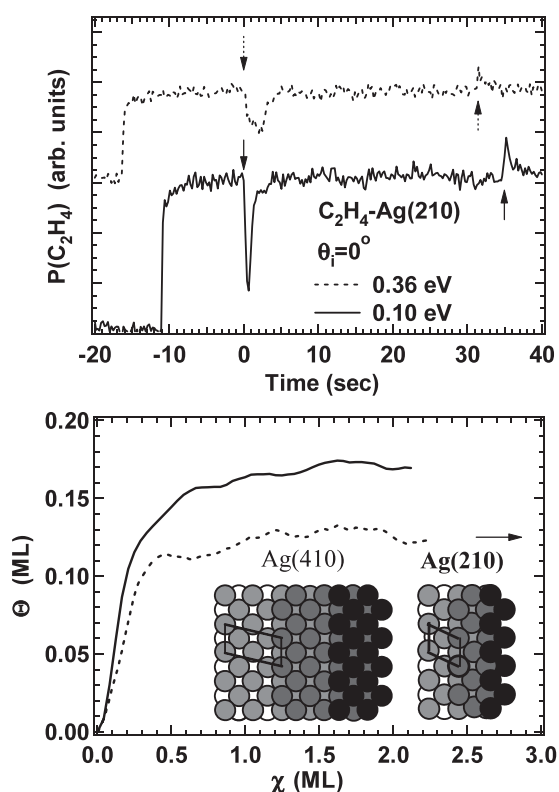 P(C₂H₄) (arb. units)
C₂H₄-Ag(210)
θᵢ=0°
0.36 eV
0.10 eV
-20 -10 0 10 20 30 40
Time (sec)
0.20
0.15
0.10
0.05
0.00
Θ (ML)
Ag(410) Ag(210)
0.0 0.5 1.0 1.5 2.0 2.5 3.0
χ (ML)